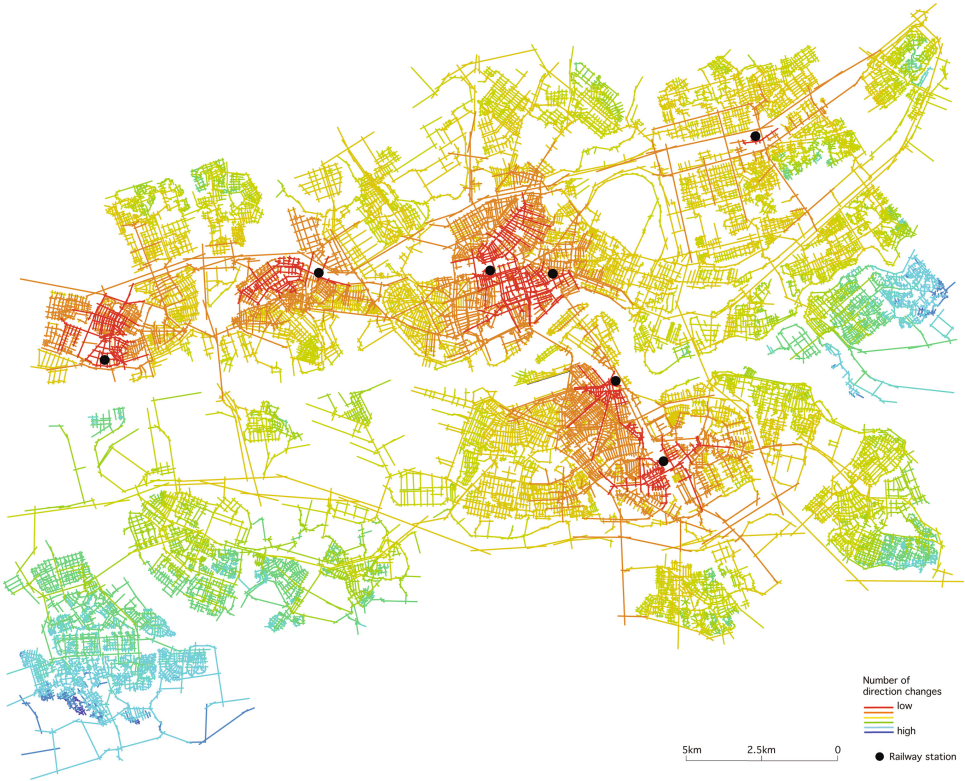 Number of
direction changes
low
high
5km 2.5km 0
Railway station